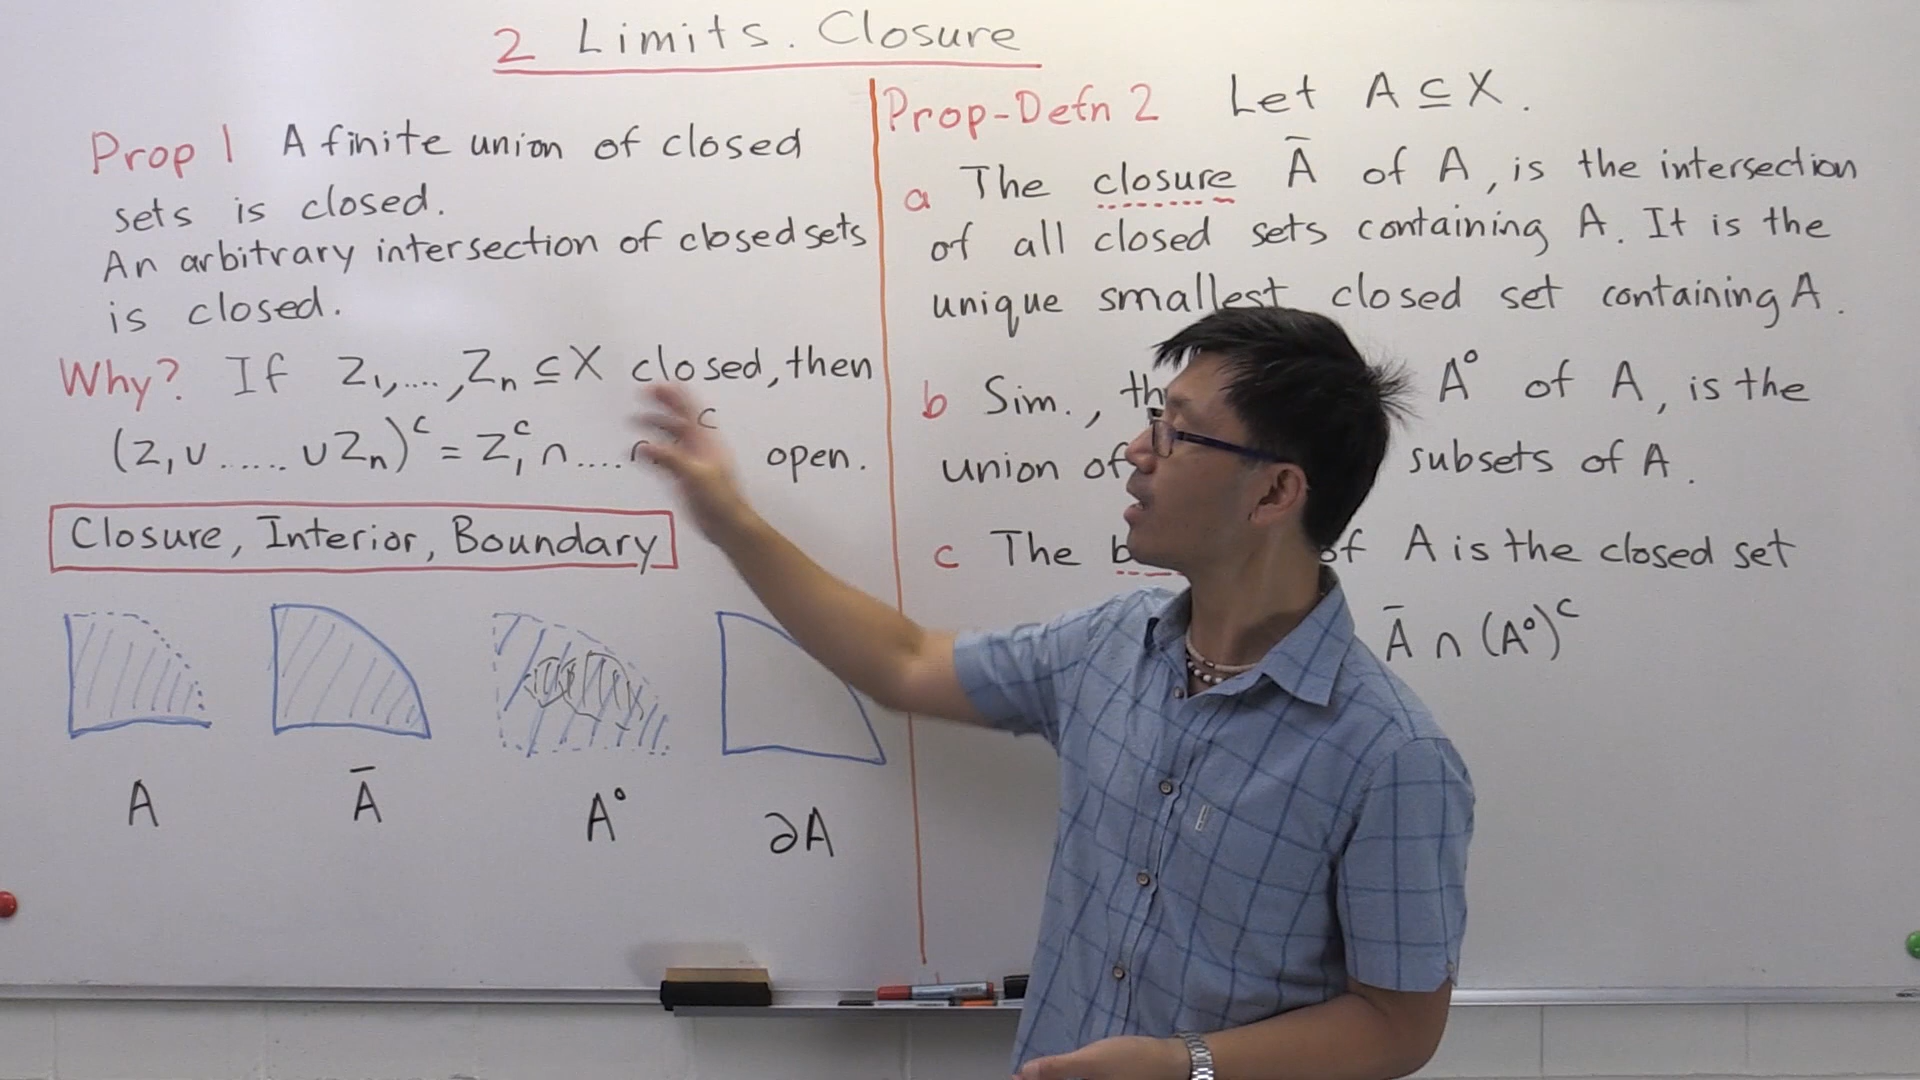 2 Limits. Closure
Prop 1 A finite union of closed
sets is closed.
An arbitrary intersection of closed sets
is closed.
Why? If Z₁,....,Zₙ ⊆ X closed, then
(Z₁∪......∪Zₙ)ᶜ = Z₁ᶜ∩....∩ ᶜ open.
Closure, Interior, Boundary
A
Ā
A°
∂A
Prop-Defn 2 Let A ⊆ X.
a The closure Ā of A, is the intersection
of all closed sets containing A. It is the
unique smallest closed set containing A.
b Sim., A° of A, is the
union of subsets of A.
c The of A is the closed set
Ā ∩ (A°)ᶜ